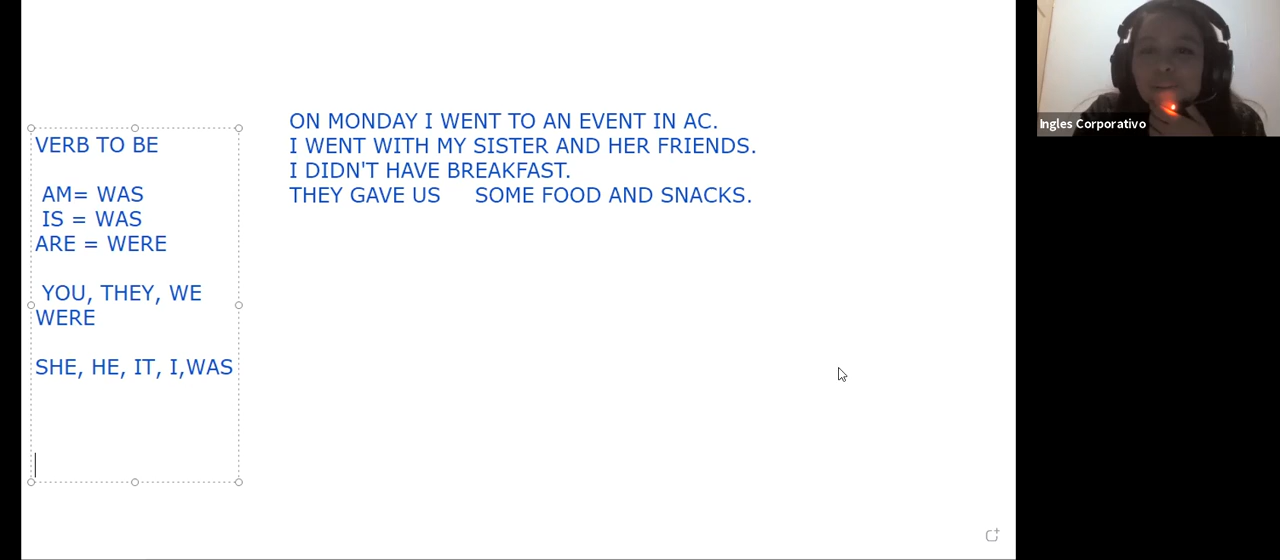 VERB TO BE
AM= WAS
IS = WAS
ARE = WERE
YOU, THEY, WE
WERE
SHE, HE, IT, I,WAS
ON MONDAY I WENT TO AN EVENT IN AC.
I WENT WITH MY SISTER AND HER FRIENDS.
I DIDN'T HAVE BREAKFAST.
THEY GAVE US SOME FOOD AND SNACKS.
Ingles Corporativo